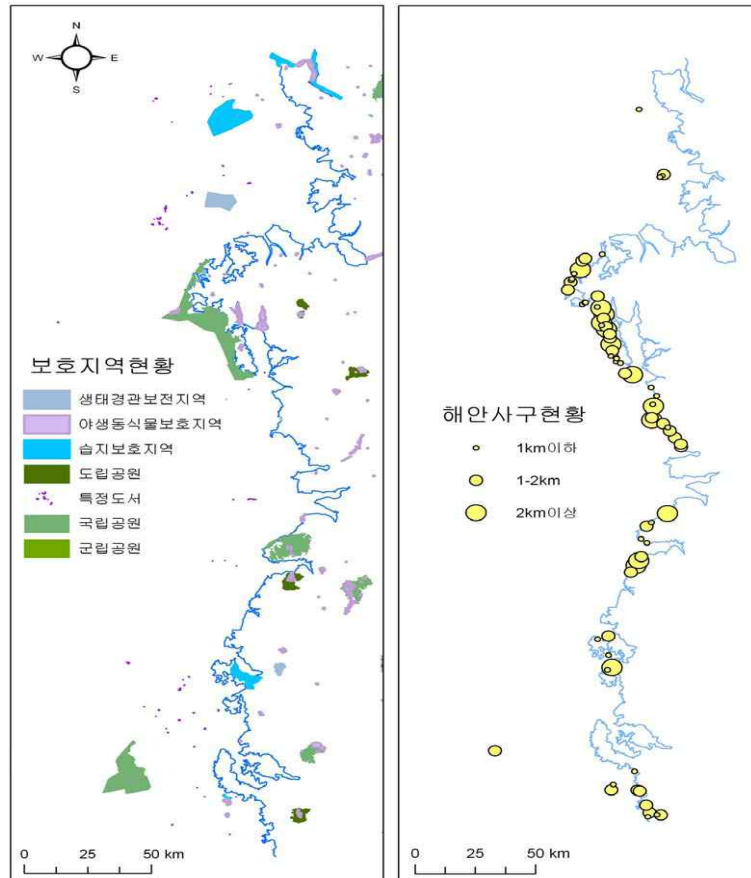 N
W E
S
보호지역현황
생태경관보전지역
야생동식물보호지역
습지보호지역
도립공원
특정도서
국립공원
군립공원
0 25 50 km
해안사구현황
1km이하
1-2km
2km이상
0 25 50 km